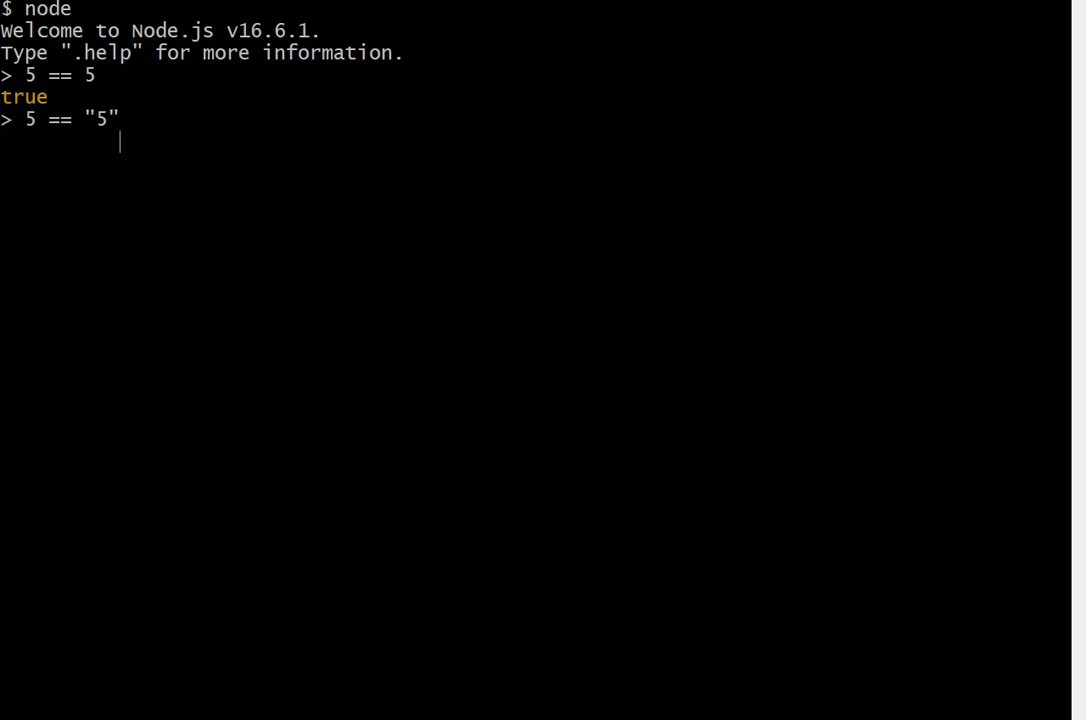 $ node
Welcome to Node.js v16.6.1.
Type ".help" for more information.
> 5 == 5
true
> 5 == "5"